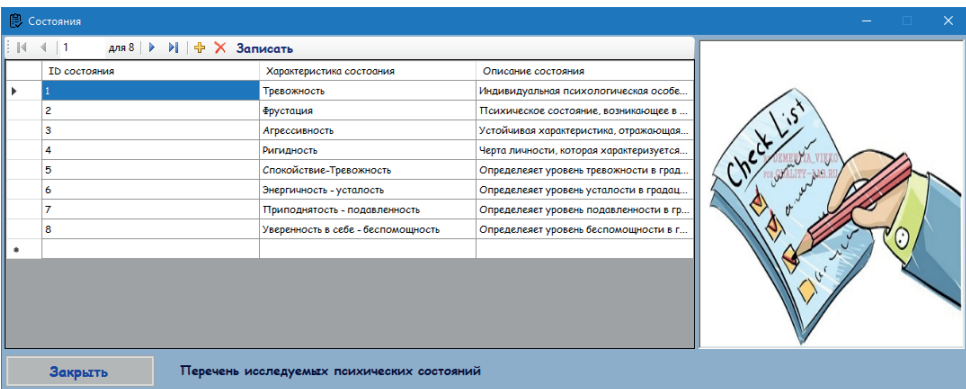 Состояния
1 для 8 Записать
ID состояния Характеристика состоания Описание состояния
1 Тревожность Индивидуальная психологическая особе...
2 Фрустация Психическое состояние, возникающее в ...
3 Агрессивность Устойчивая характеристика, отражающая...
4 Ригидность Черта личности, которая характеризуется...
5 Спокойствие-Тревожность Определяет уровень тревожности в град...
6 Энергичность - усталость Определяет уровень усталости в градац...
7 Приподнятость - подавленность Определяет уровень подавленности в гр...
8 Уверенность в себе - беспомощность Определяет уровень беспомощности в г...
Check List
Закрыть Перечень исследуемых психических состояний